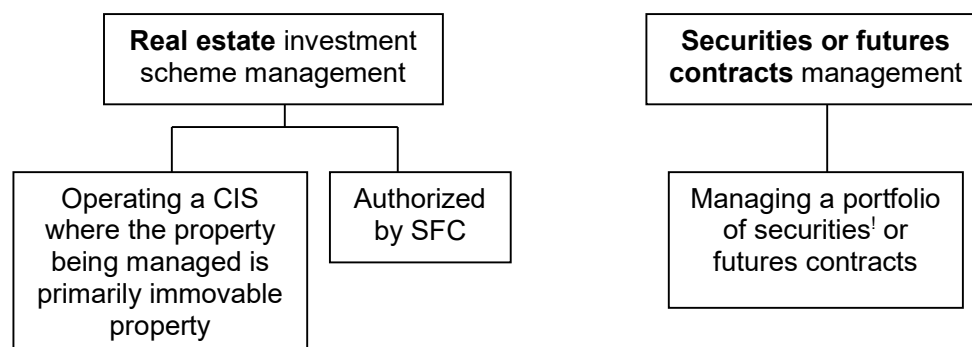 Real estate investment
scheme management
Securities or futures
contracts management
Operating a CIS
where the property
being managed is
primarily immovable
property
Authorized
by SFC
Managing a portfolio
of securities! or
futures contracts